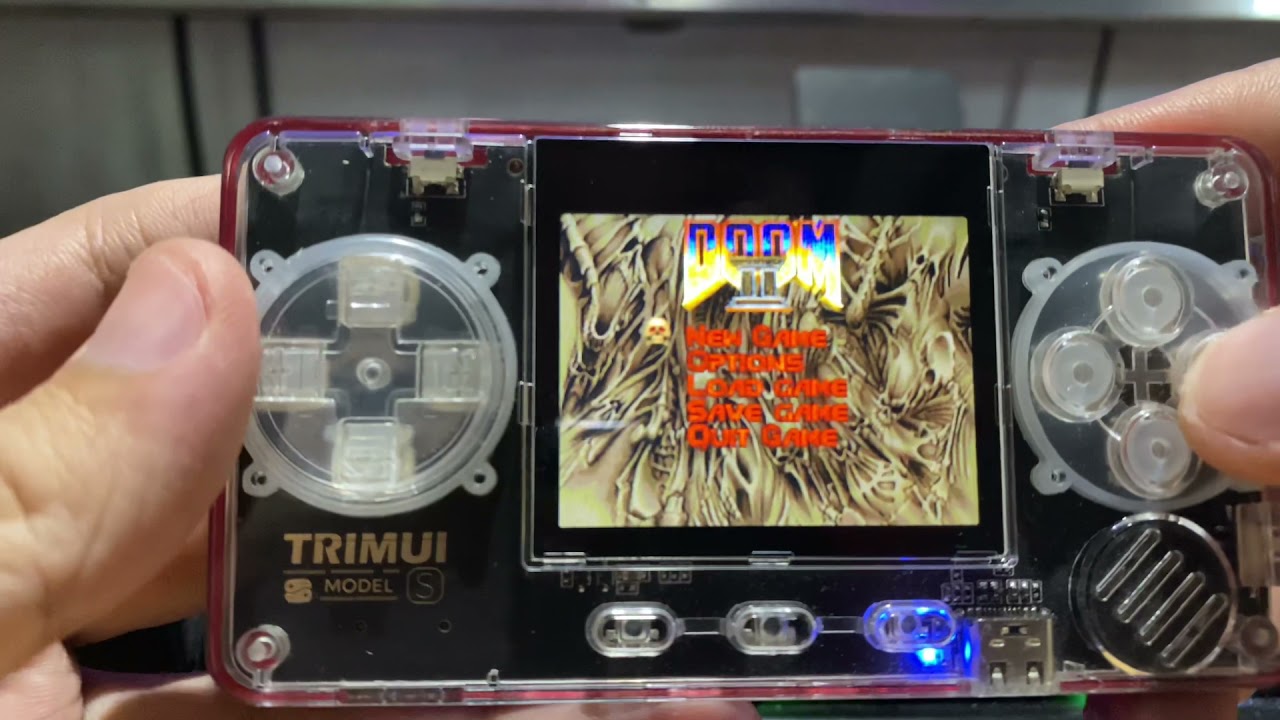 DOOM
II
New Game
Options
Load game
Save game
Quit Game
TRIMUI
MODEL S